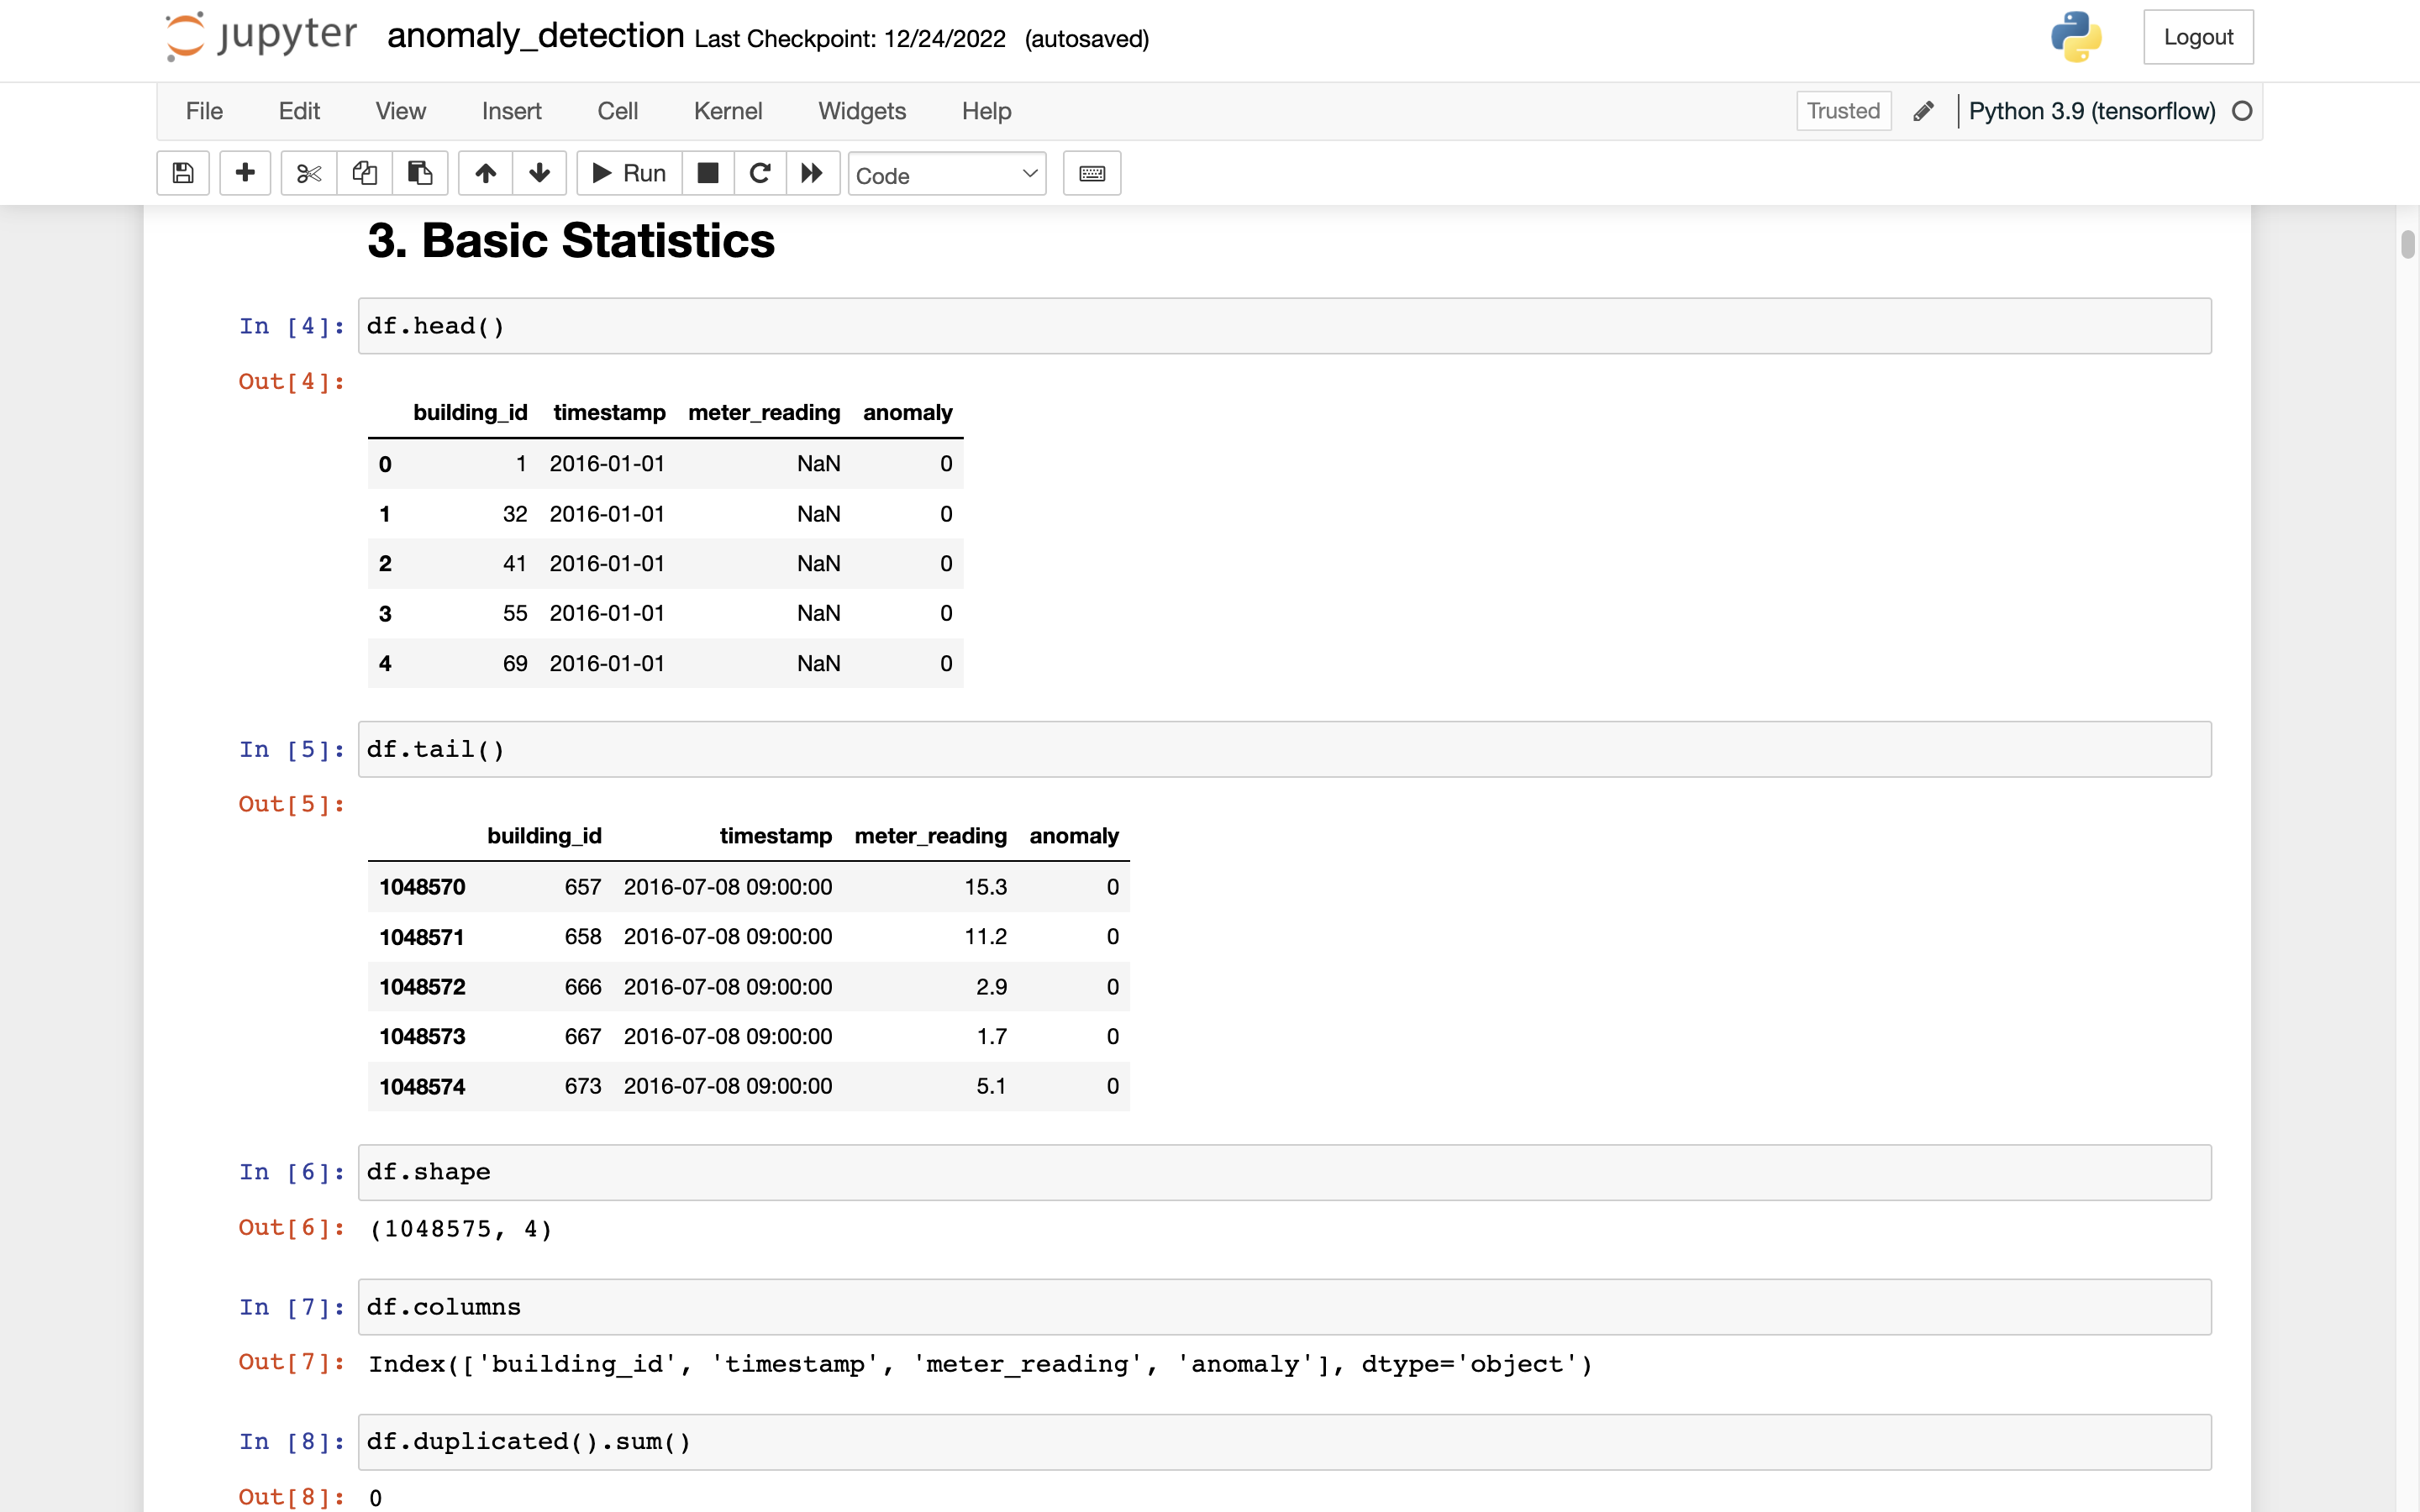 jupyter anomaly_detection Last Checkpoint: 12/24/2022 (autosaved) Logout
File Edit View Insert Cell Kernel Widgets Help Trusted Python 3.9 (tensorflow)
Run Code
3. Basic Statistics
In [4]: df.head()
Out[4]:
building_id timestamp meter_reading anomaly
0 1 2016-01-01 NaN 0
1 32 2016-01-01 NaN 0
2 41 2016-01-01 NaN 0
3 55 2016-01-01 NaN 0
4 69 2016-01-01 NaN 0
In [5]: df.tail()
Out[5]:
building_id timestamp meter_reading anomaly
1048570 657 2016-07-08 09:00:00 15.3 0
1048571 658 2016-07-08 09:00:00 11.2 0
1048572 666 2016-07-08 09:00:00 2.9 0
1048573 667 2016-07-08 09:00:00 1.7 0
1048574 673 2016-07-08 09:00:00 5.1 0
In [6]: df.shape
Out[6]: (1048575, 4)
In [7]: df.columns
Out[7]: Index(['building_id', 'timestamp', 'meter_reading', 'anomaly'], dtype='object')
In [8]: df.duplicated().sum()
Out[8]: 0